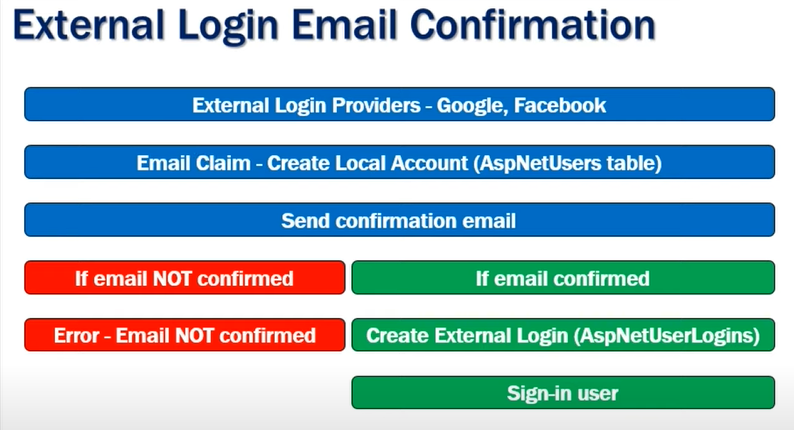 External Login Email Confirmation
External Login Providers - Google, Facebook
Email Claim - Create Local Account (AspNetUsers table)
Send confirmation email
If email NOT confirmed
If email confirmed
Error - Email NOT confirmed
Create External Login (AspNetUserLogins)
Sign-in user